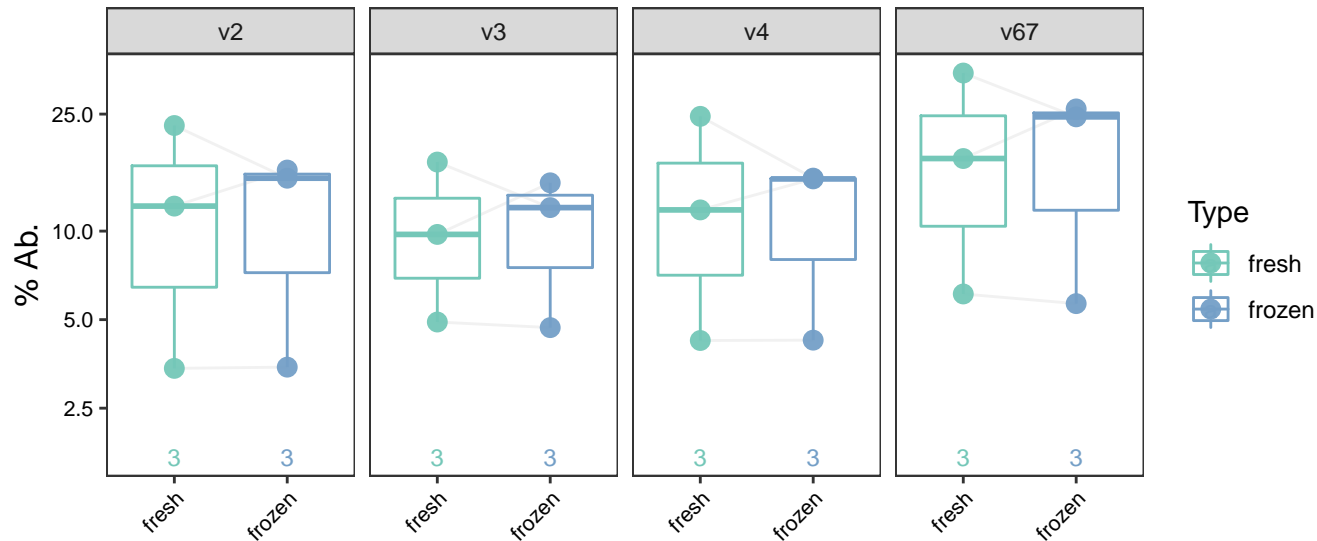 v2 v3 v4 v67
% Ab.
25.0
10.0
5.0
2.5
3 3 3 3 3 3 3 3
fresh frozen fresh frozen fresh frozen fresh frozen
Type
fresh
frozen